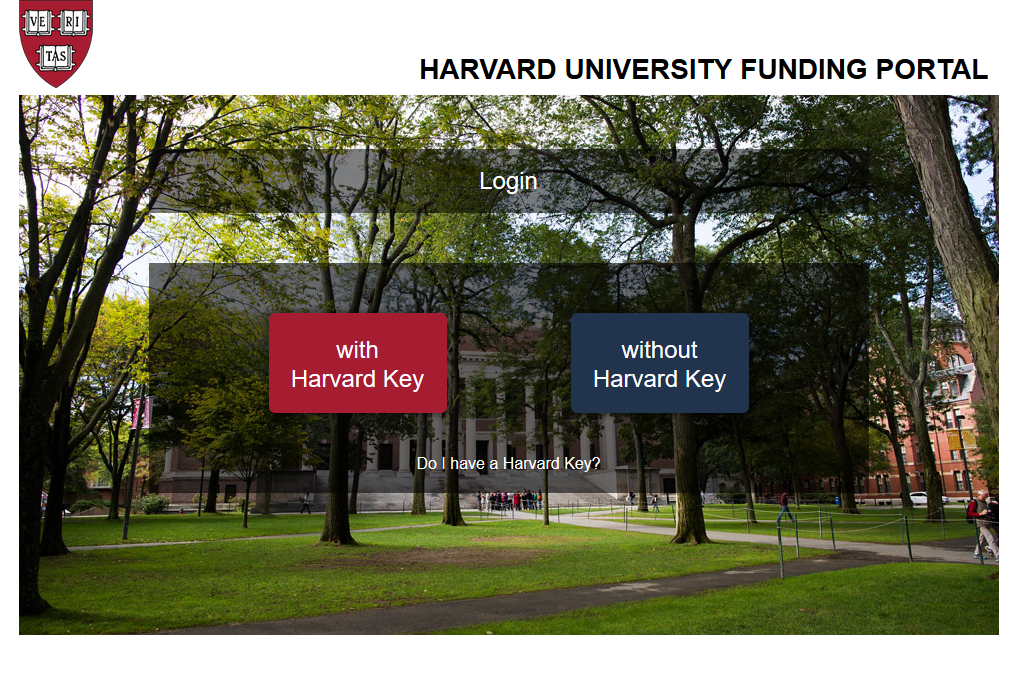 VE RI
TAS
HARVARD UNIVERSITY FUNDING PORTAL
Login
with
Harvard Key
without
Harvard Key
Do I have a Harvard Key?